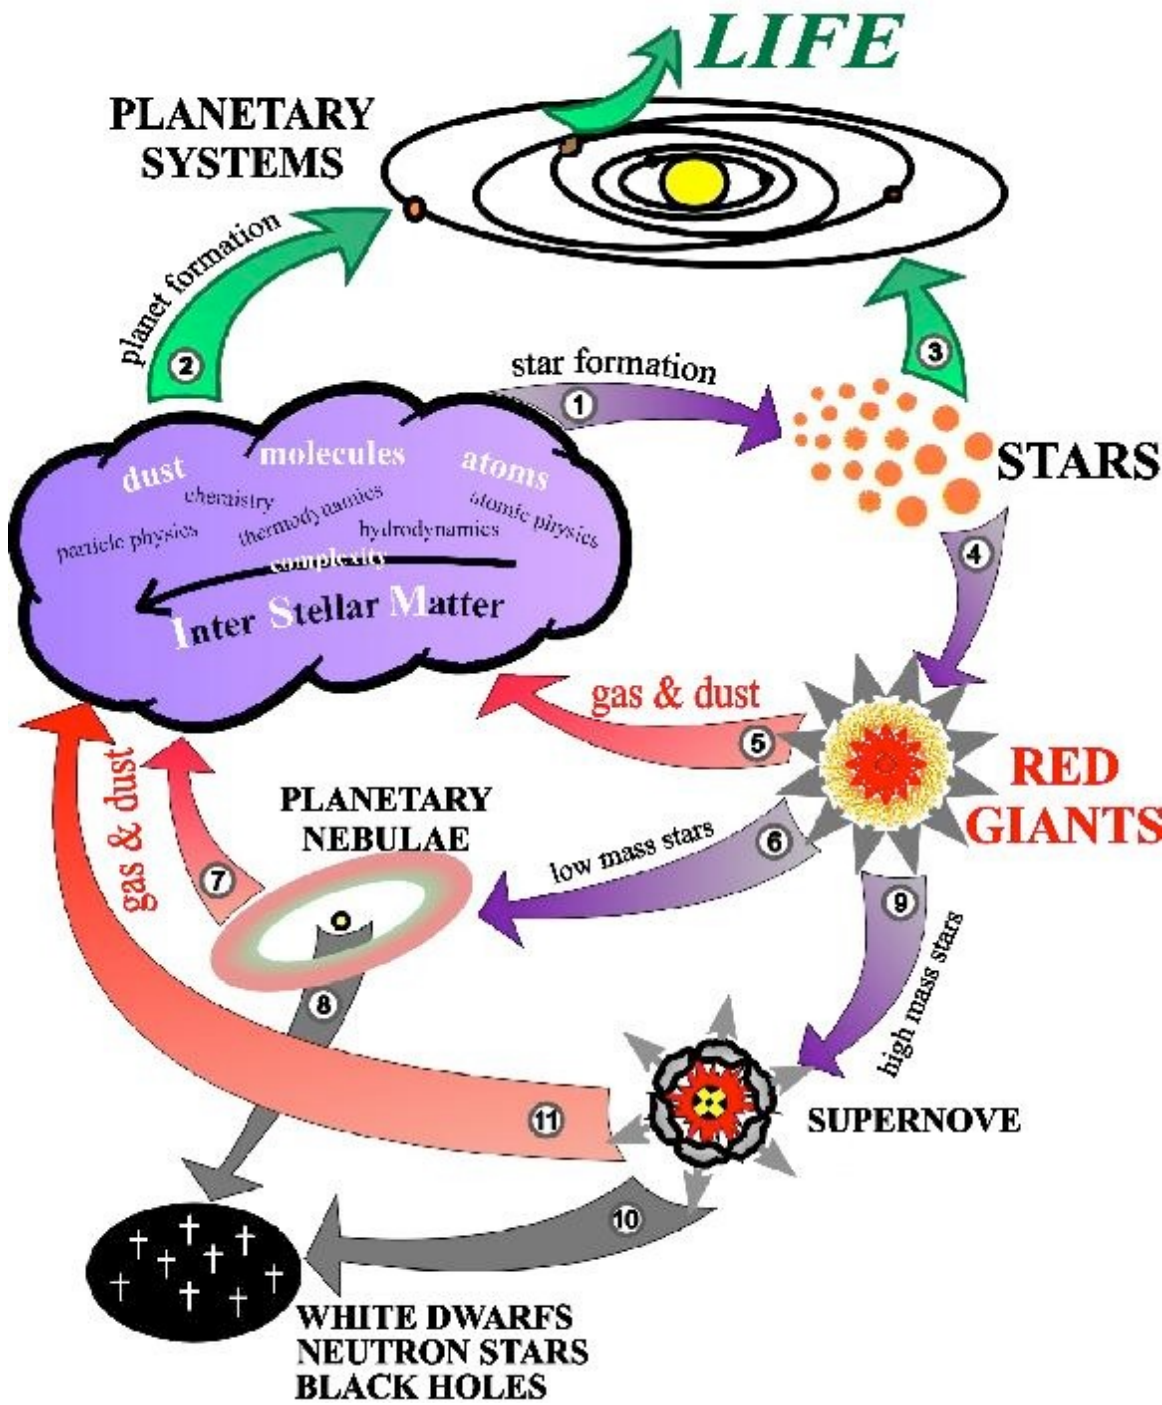 LIFE
PLANETARY
SYSTEMS
planet formation
2
star formation
1
3
STARS
dust
molecules
atoms
chemistry
thermodynamics
atomic physics
particle physics
hydrodynamics
complexity
Inter Stellar Matter
4
gas & dust
5
RED
GIANTS
gas & dust
7
PLANETARY
NEBULAE
low mass stars
6
9
high mass stars
8
11
SUPERNOVE
10
WHITE DWARFS
NEUTRON STARS
BLACK HOLES